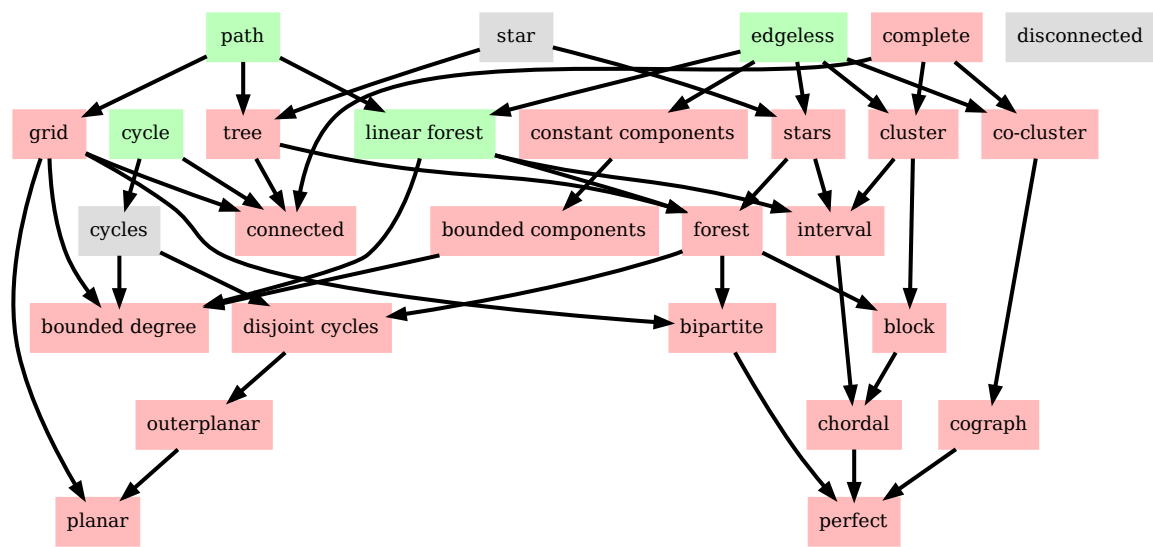 path
star
edgeless
complete
disconnected
grid
cycle
tree
linear forest
constant components
stars
cluster
co-cluster
cycles
connected
bounded components
forest
interval
bounded degree
disjoint cycles
bipartite
block
outerplanar
chordal
cograph
planar
perfect